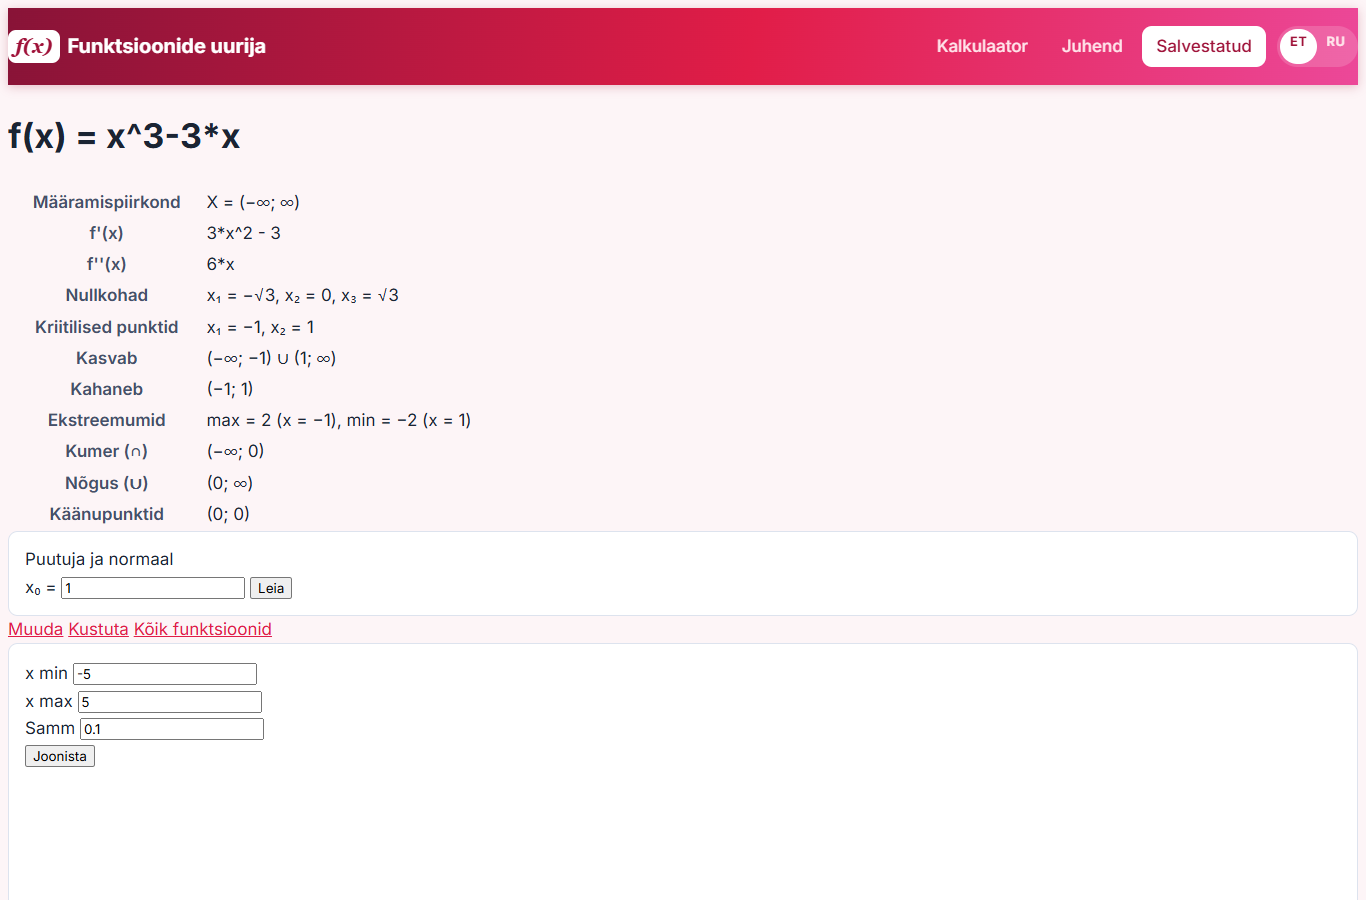 f(x) Funktsioonide uurija Kalkulaator Juhend Salvestatud ET RU
f(x) = x^3-3*x
Määramispiirkond X = (−∞; ∞)
f'(x) 3*x^2 - 3
f''(x) 6*x
Nullkohad x₁ = −√3, x₂ = 0, x₃ = √3
Kriitilised punktid x₁ = −1, x₂ = 1
Kasvab (−∞; −1) ∪ (1; ∞)
Kahaneb (−1; 1)
Ekstreemumid max = 2 (x = −1), min = −2 (x = 1)
Kumer (∩) (−∞; 0)
Nõgus (∪) (0; ∞)
Käänupunktid (0; 0)
Puutuja ja normaal
x₀ = 1 Leia
Muuda Kustuta Kõik funktsioonid
x min -5
x max 5
Samm 0.1
Joonista